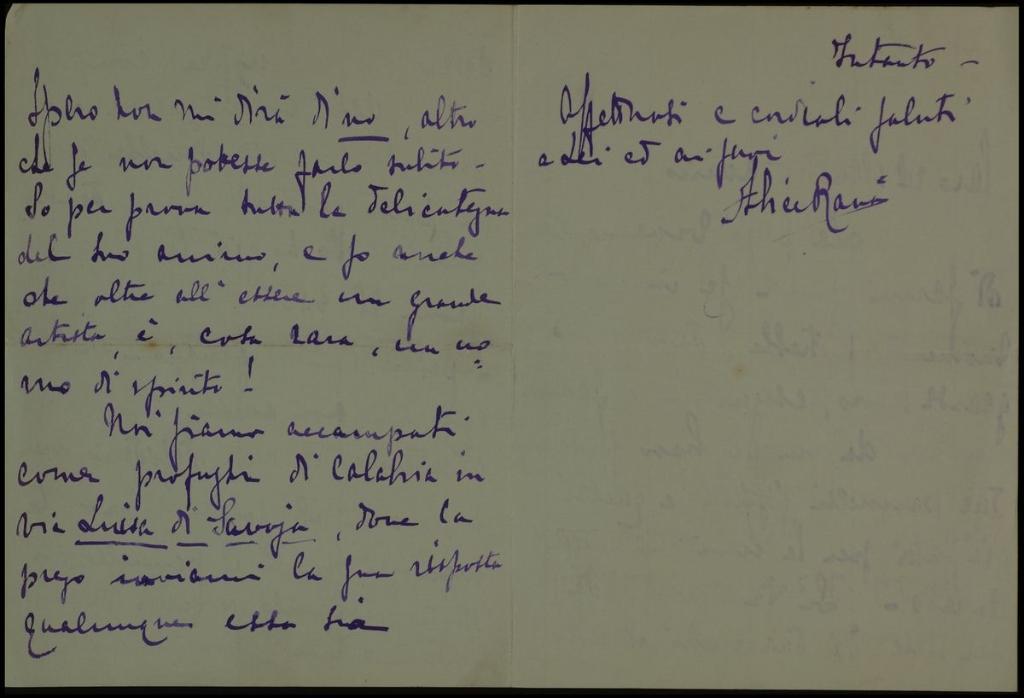 Spero non mi dirà di no, altro
che se non potesse farlo subito -
So per prova tutta la delicatezza
del suo animo, e so anche
che oltre all' essere un grande
artista, è, cosa rara, un uo=
mo di spirito!
Noi siamo accampati
come profughi di Calabria in
via Luisa di Savoja, dove la
prego inviarmi la sua risposta
qualunque essa sia
Intanto -
Affettuosi e cordiali saluti
a Lei ed ai suoi